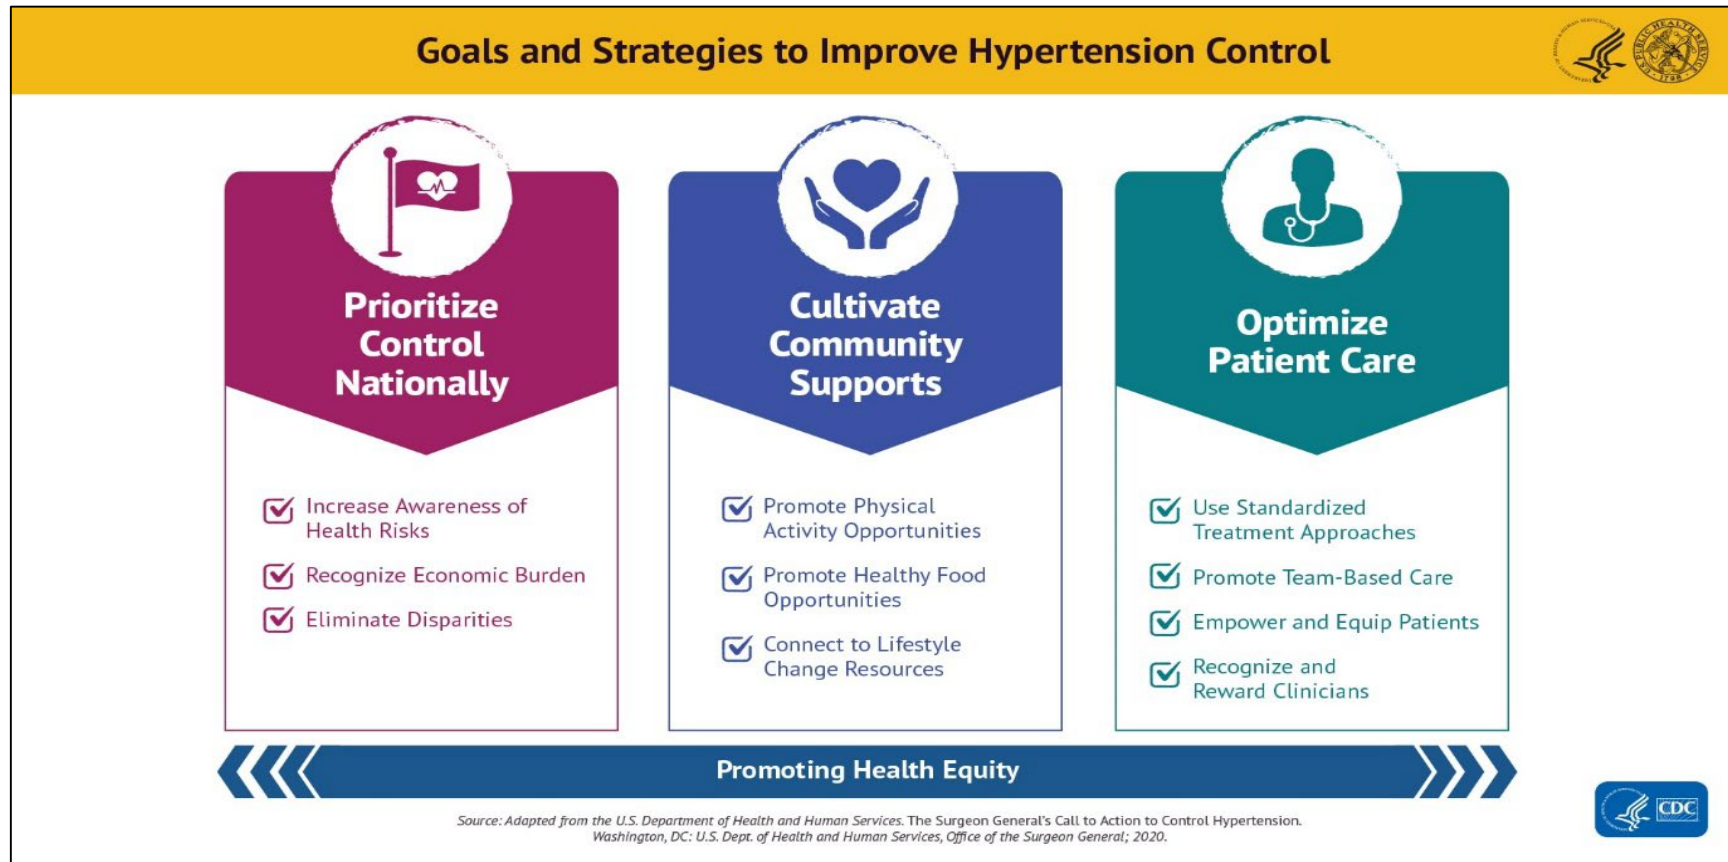 Goals and Strategies to Improve Hypertension Control
Prioritize
Control
Nationally
Increase Awareness of
Health Risks
Recognize Economic Burden
Eliminate Disparities
Cultivate
Community
Supports
Promote Physical
Activity Opportunities
Promote Healthy Food
Opportunities
Connect to Lifestyle
Change Resources
Optimize
Patient Care
Use Standardized
Treatment Approaches
Promote Team-Based Care
Empower and Equip Patients
Recognize and
Reward Clinicians
Promoting Health Equity
Source: Adapted from the U.S. Department of Health and Human Services. The Surgeon General's Call to Action to Control Hypertension.
Washington, DC: U.S. Dept. of Health and Human Services, Office of the Surgeon General; 2020.
CDC